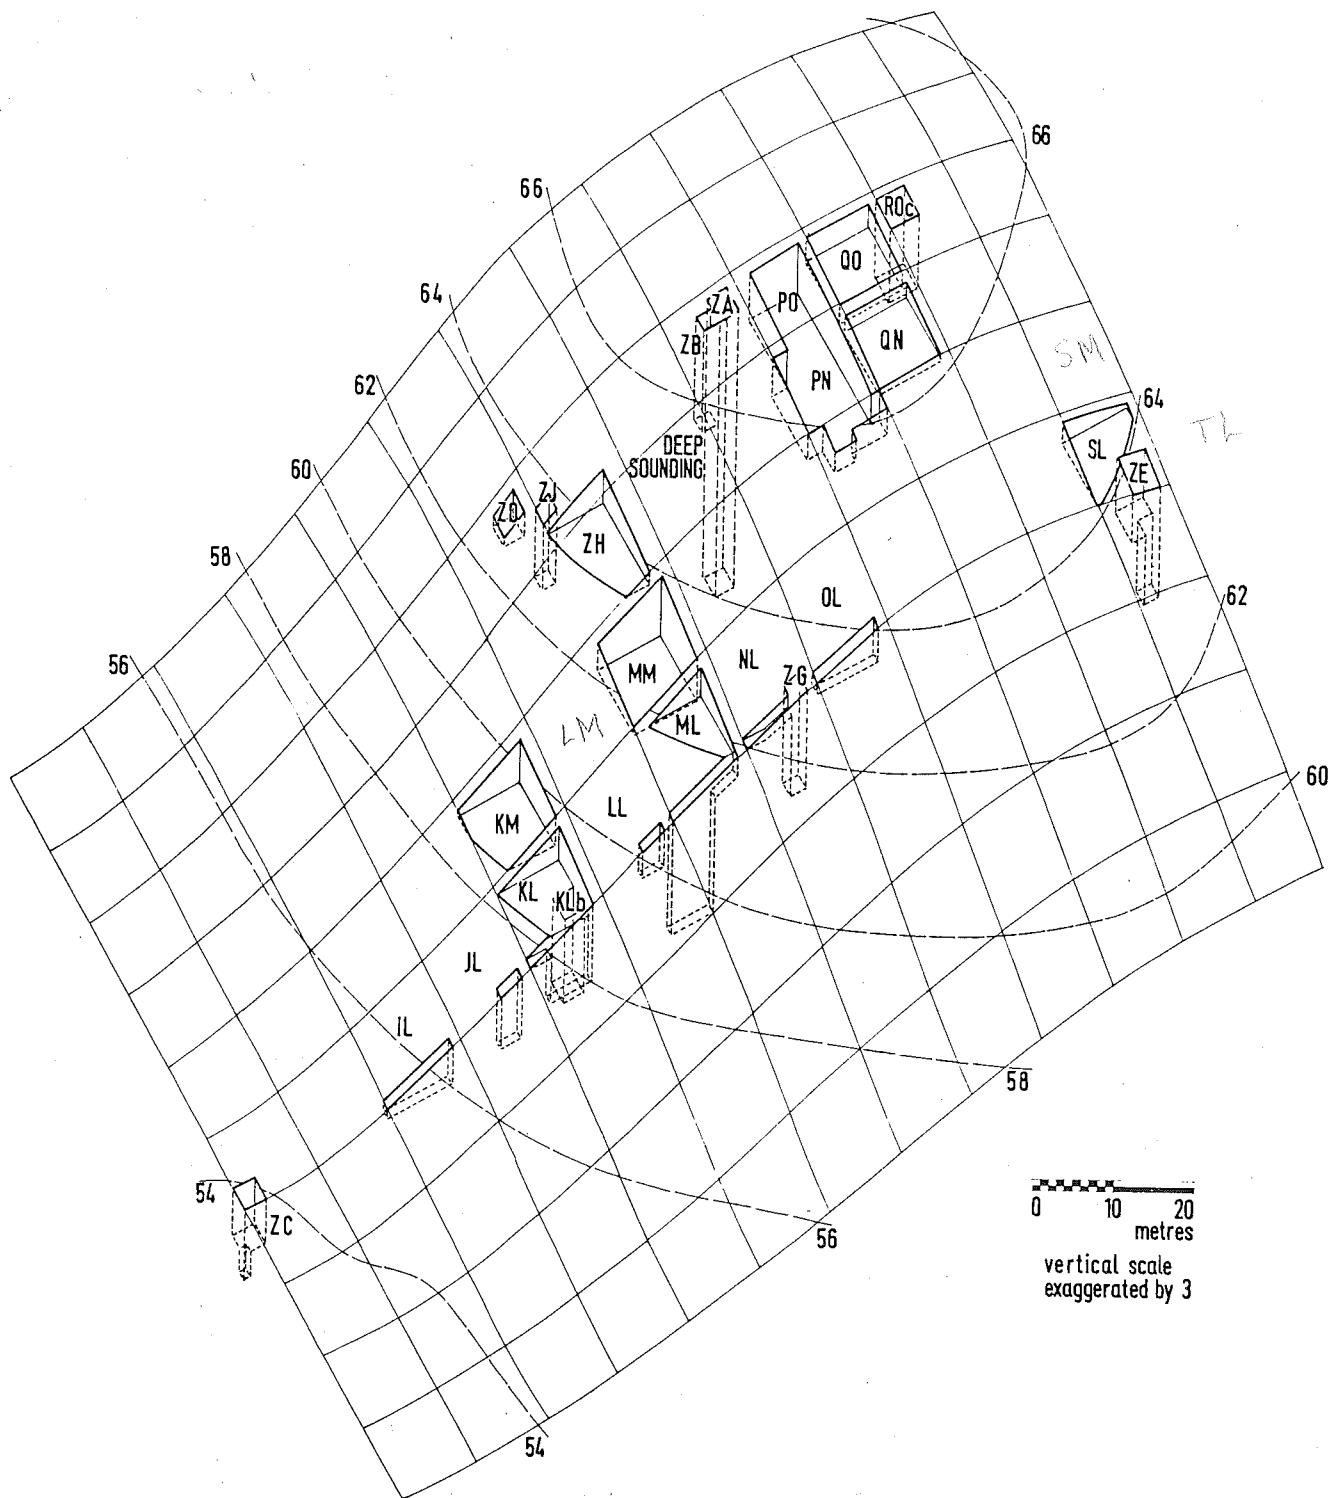 66
66
ROc
QO
64
ZA
PO
ZB
QN
SM
62
PN
64
TL
DEEP
SOUNDING
SL
60
ZE
ZJ
ZD
ZH
58
OL
62
56
NL
MM
ZG
ML
LM
60
LL
KM
KL
KLb
JL
IL
58
54
ZC
0 10 20
metres
56
vertical scale
exaggerated by 3
54